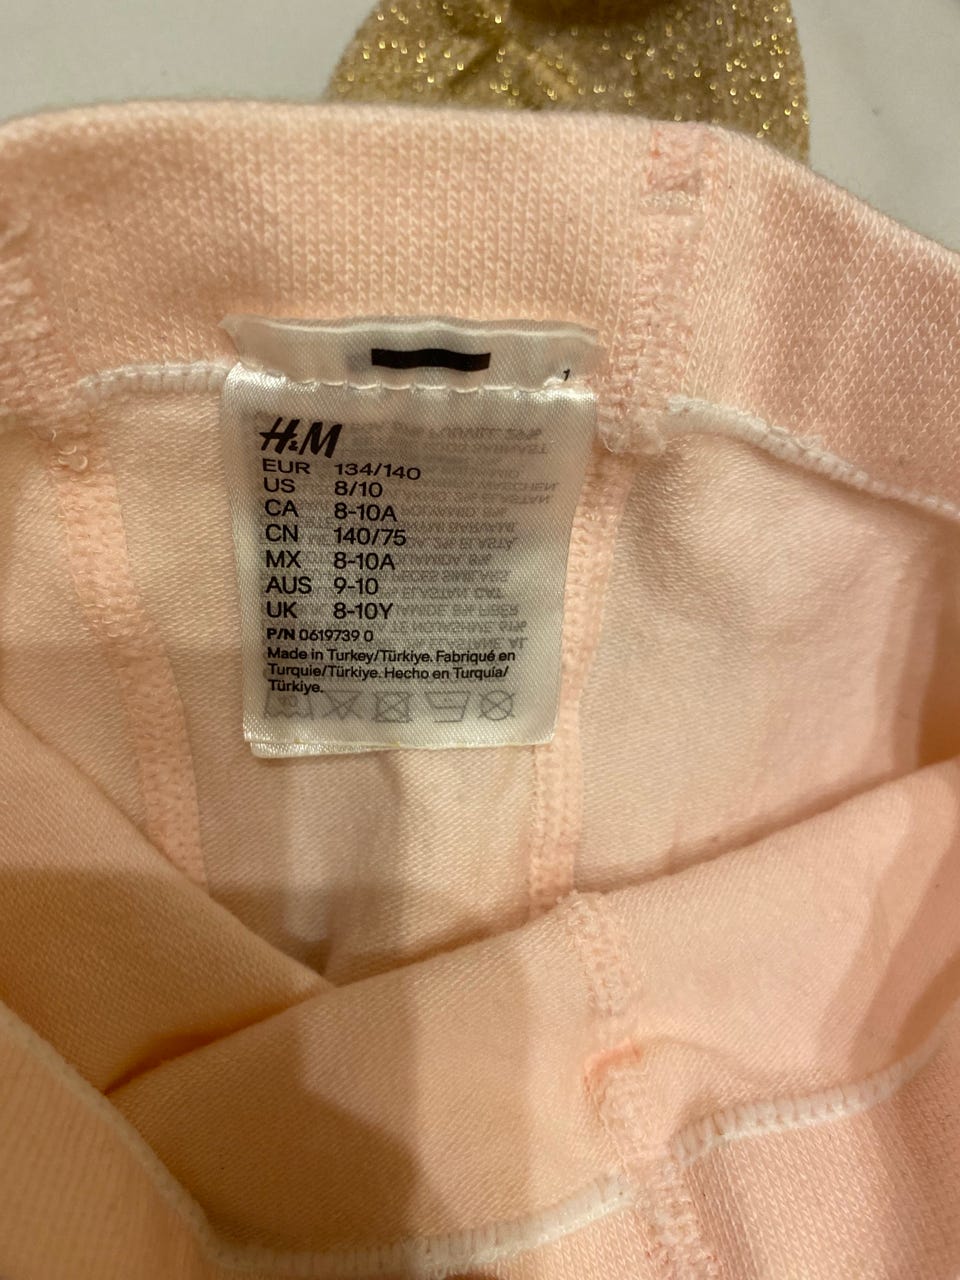 1
H&M
EUR 134/140
US 8/10
CA 8-10A
CN 140/75
MX 8-10A
AUS 9-10
UK 8-10Y
P/N 0619739 0
Made in Turkey/Türkiye. Fabriqué en
Turquie/Türkiye. Hecho en Turquía/
Türkiye.